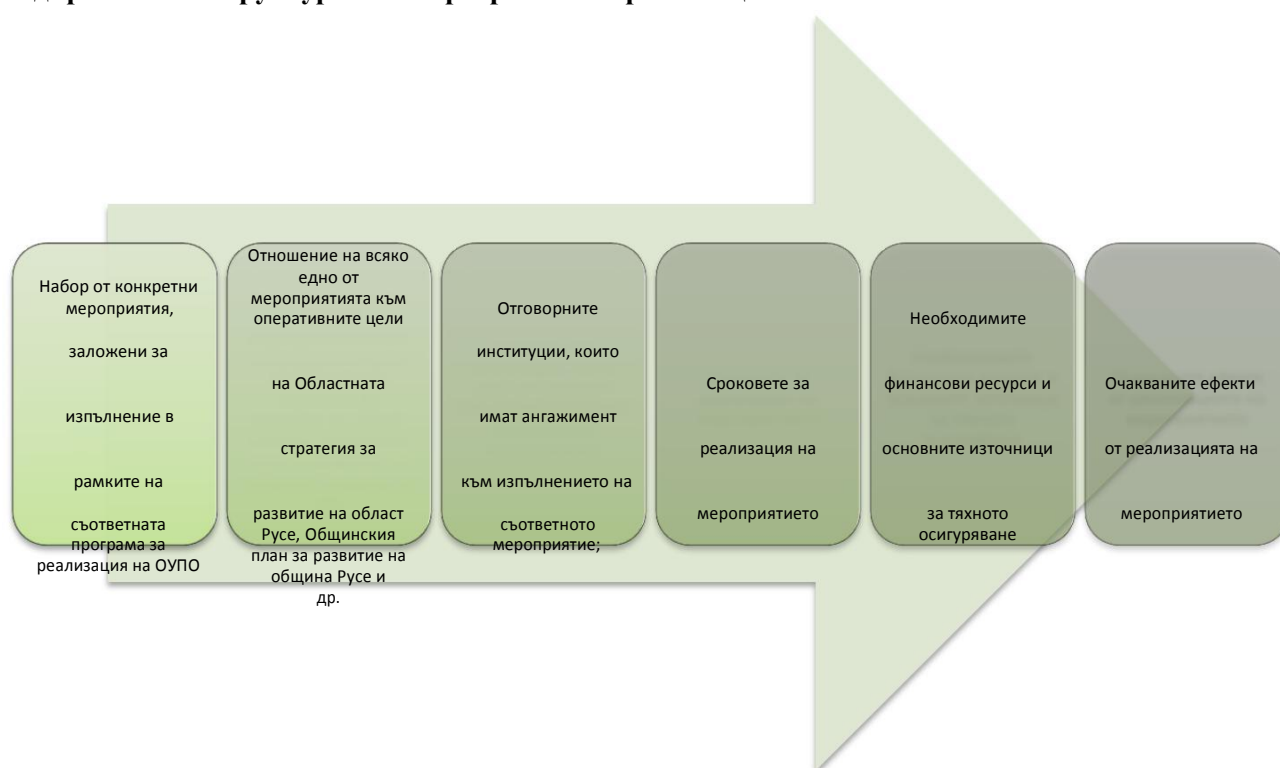 Набор от конкретни
мероприятия,
заложени за
изпълнение в
рамките на
съответната
програма за
реализация на ОУПО
Отношение на всяко
едно от
мероприятията към
оперативните цели
на Областната
стратегия за
развитие на област
Русе, Общинския
план за развитие на
община Русе и
др.
Отговорните
институции, които
имат ангажимент
към изпълнението на
съответното
мероприятие;
Сроковете за
реализация на
мероприятието
Необходимите
финансови ресурси и
основните източници
за тяхното
осигуряване
Очакваните ефекти
от реализацията на
мероприятието